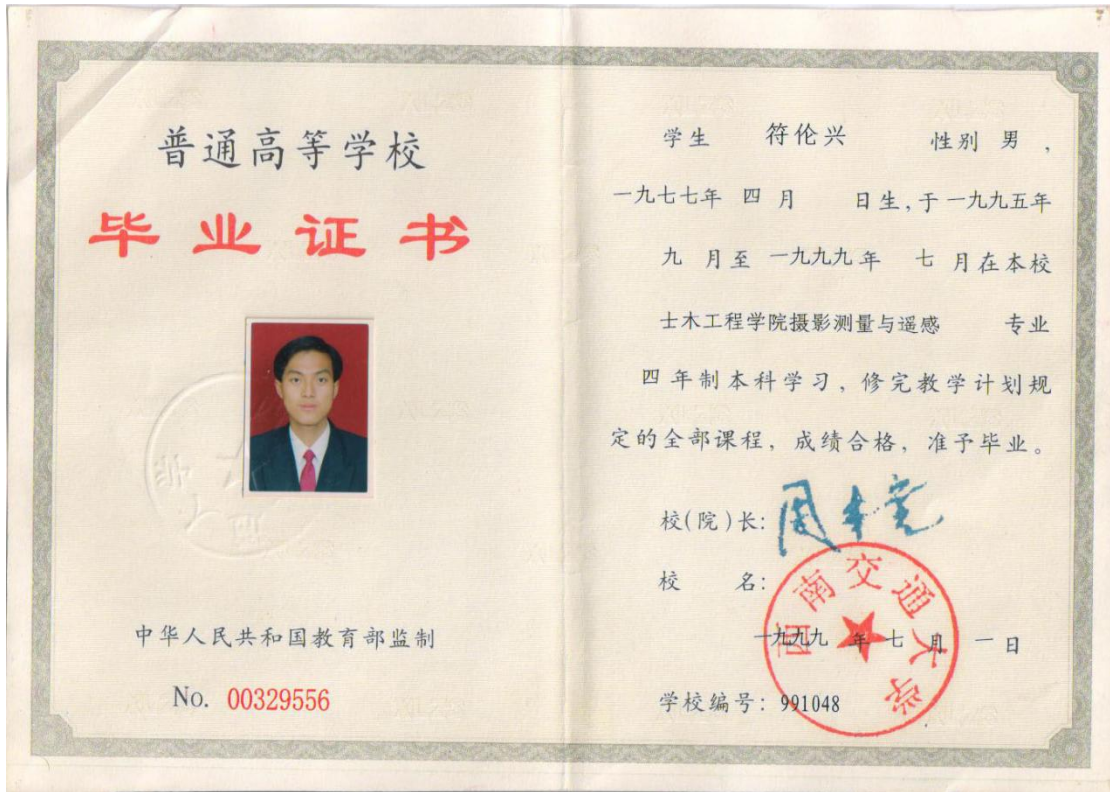 普通高等学校
毕业证书
中华人民共和国教育部监制
No. 00329556
学生 符伦兴 性别 男,
一九七七年 四 月 日生,于一九九五年
九 月至 一九九九年 七 月在本校
土木工程学院摄影测量与遥感 专业
四 年制本科学习, 修完教学计划规
定的全部课程, 成绩合格, 准予毕业。
校(院)长: 周本宽
校 名:
西南交通大学
一九九九 年 七 月 一 日
学校编号: 991048